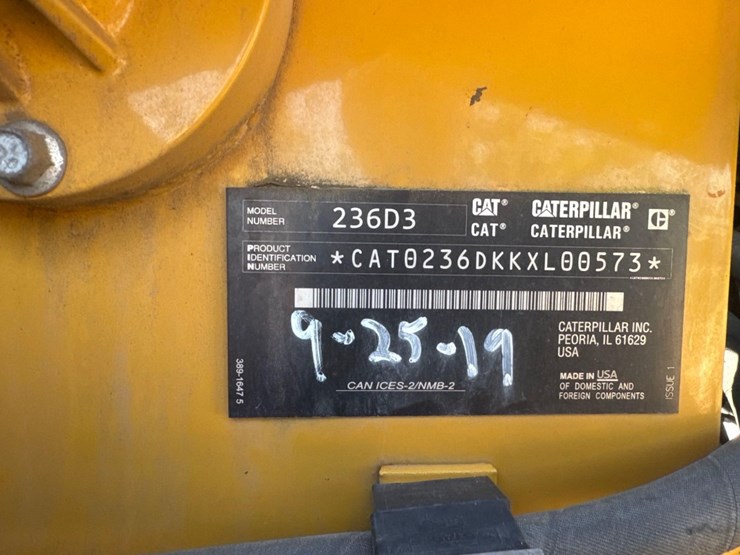 MODEL
NUMBER
236D3
CAT® CATERPILLAR® C®
CAT® CATERPILLAR®
PRODUCT
IDENTIFICATION
NUMBER
*CAT0236DKKXL00573*
9-25-19
CATERPILLAR INC.
PEORIA, IL 61629
USA
CAN ICES-2/NMB-2
MADE IN USA
OF DOMESTIC AND
FOREIGN COMPONENTS
389-1647 5
ISSUE 1